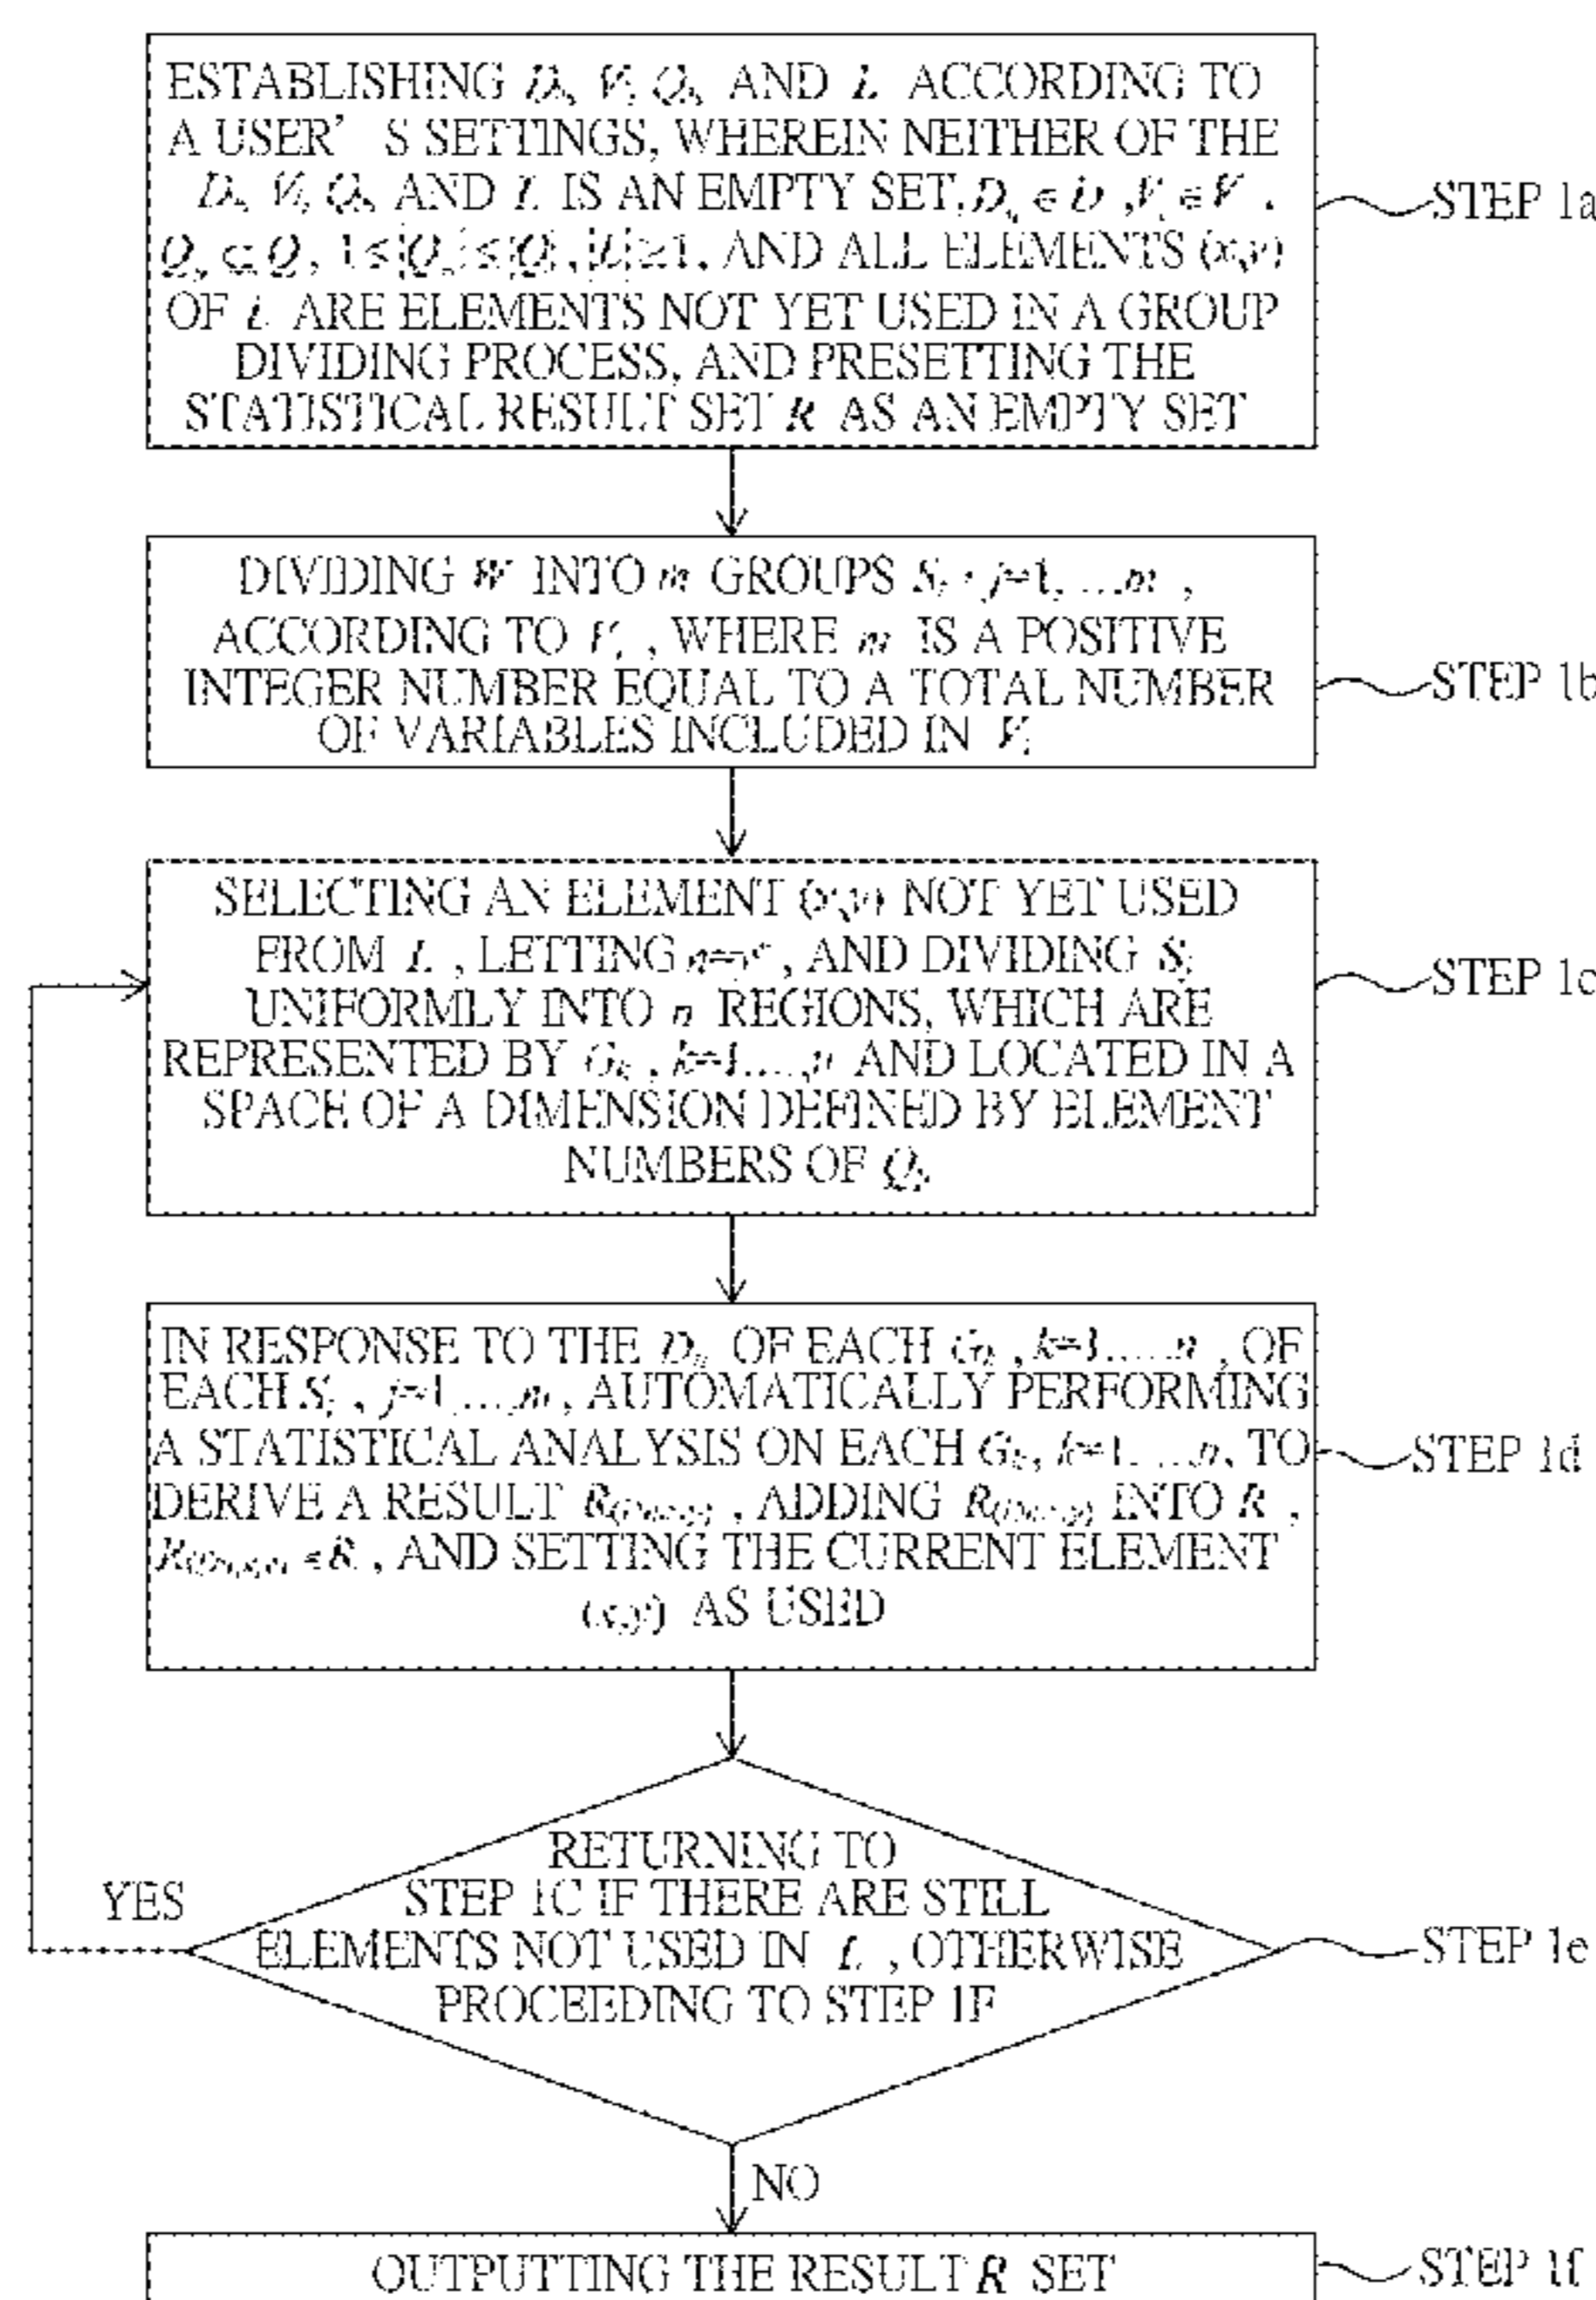 ESTABLISHING AND L ACCORDING TO
A USER' S SETTINGS, WHEREIN NEITHER OF THE
AND L IS AN EMPTY SET,
AND ALL ELEMENTS (x,y)
OF L ARE ELEMENTS NOT YET USED IN A GROUP
DIVIDING PROCESS, AND PRESETTING THE
STATISTICAL RESULT SET R AS AN EMPTY SET
STEP 1a
DIVIDING W INTO m GROUPS
ACCORDING TO , WHERE m IS A POSITIVE
INTEGER NUMBER EQUAL TO A TOTAL NUMBER
OF VARIABLES INCLUDED IN
STEP 1b
SELECTING AN ELEMENT (x,y) NOT YET USED
FROM L , LETTING , AND DIVIDING
UNIFORMLY INTO n REGIONS, WHICH ARE
REPRESENTED BY AND LOCATED IN A
SPACE OF A DIMENSION DEFINED BY ELEMENT
NUMBERS OF
STEP 1c
IN RESPONSE TO THE OF EACH , OF
EACH , AUTOMATICALLY PERFORMING
A STATISTICAL ANALYSIS ON EACH TO
DERIVE A RESULT , ADDING INTO R ,
, AND SETTING THE CURRENT ELEMENT
(x,y) AS USED
STEP 1d
RETURNING TO
STEP 1C IF THERE ARE STILL
ELEMENTS NOT USED IN L , OTHERWISE
PROCEEDING TO STEP 1F
STEP 1e
YES
NO
OUTPUTTING THE RESULT R SET
STEP 1f